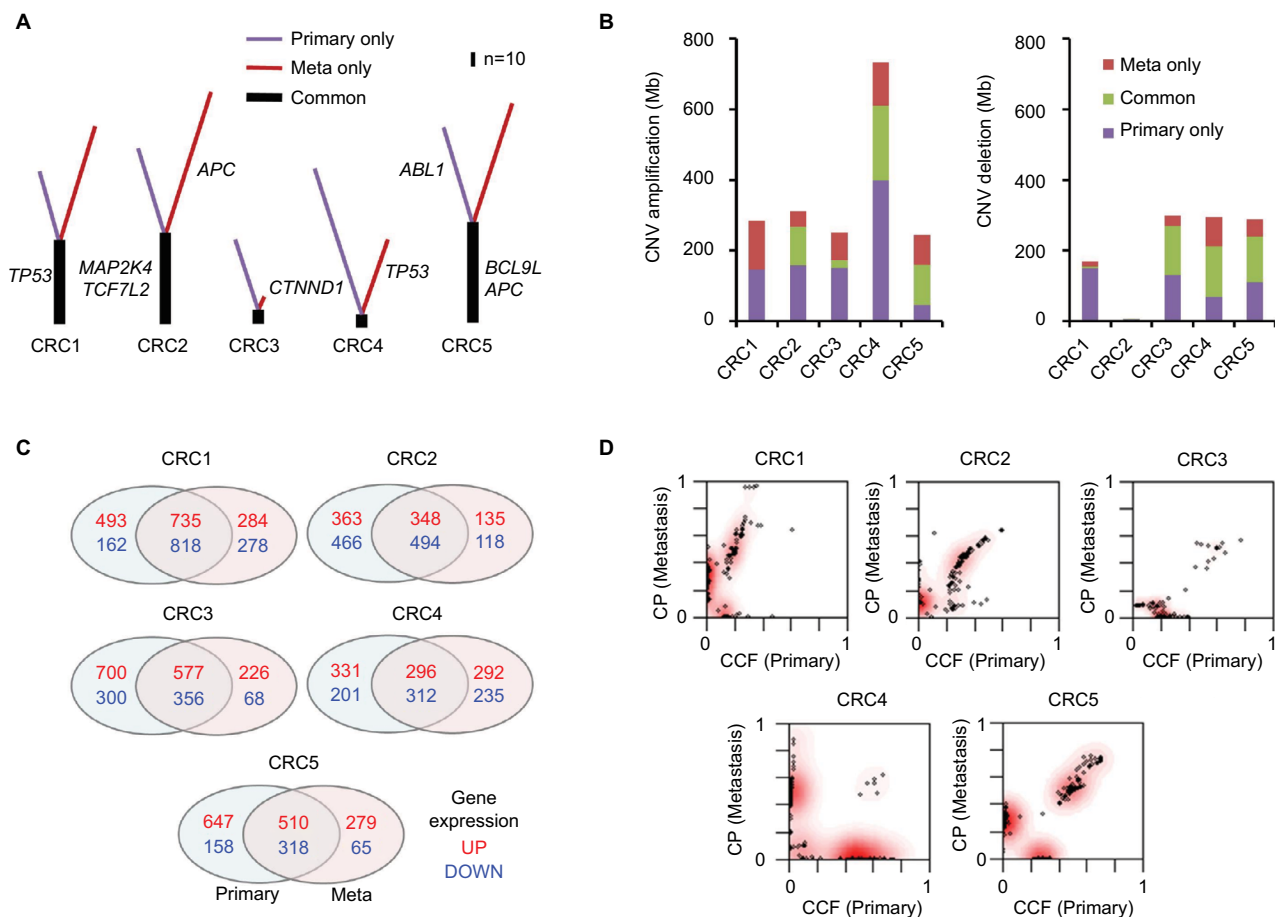 A
Primary only
Meta only
Common
n=10
APC
ABL1
TP53
MAP2K4
TCF7L2
CTNND1
TP53
BCL9L
APC
CRC1 CRC2 CRC3 CRC4 CRC5
B
CNV amplification (Mb)
800
600
400
200
0
CRC1 CRC2 CRC3 CRC4 CRC5
CNV deletion (Mb)
800
600
400
200
0
Meta only
Common
Primary only
CRC1 CRC2 CRC3 CRC4 CRC5
C
CRC1
493 735 284
162 818 278
CRC2
363 348 135
466 494 118
CRC3
700 577 226
300 356 68
CRC4
331 296 292
201 312 235
CRC5
647 510 279
158 318 65
Primary Meta
Gene
expression
UP
DOWN
D
CRC1
1
CP (Metastasis)
0
0 1
CCF (Primary)
CRC2
1
CP (Metastasis)
0
0 1
CCF (Primary)
CRC3
1
CP (Metastasis)
0
0 1
CCF (Primary)
CRC4
1
CP (Metastasis)
0
0 1
CCF (Primary)
CRC5
1
CP (Metastasis)
0
0 1
CCF (Primary)